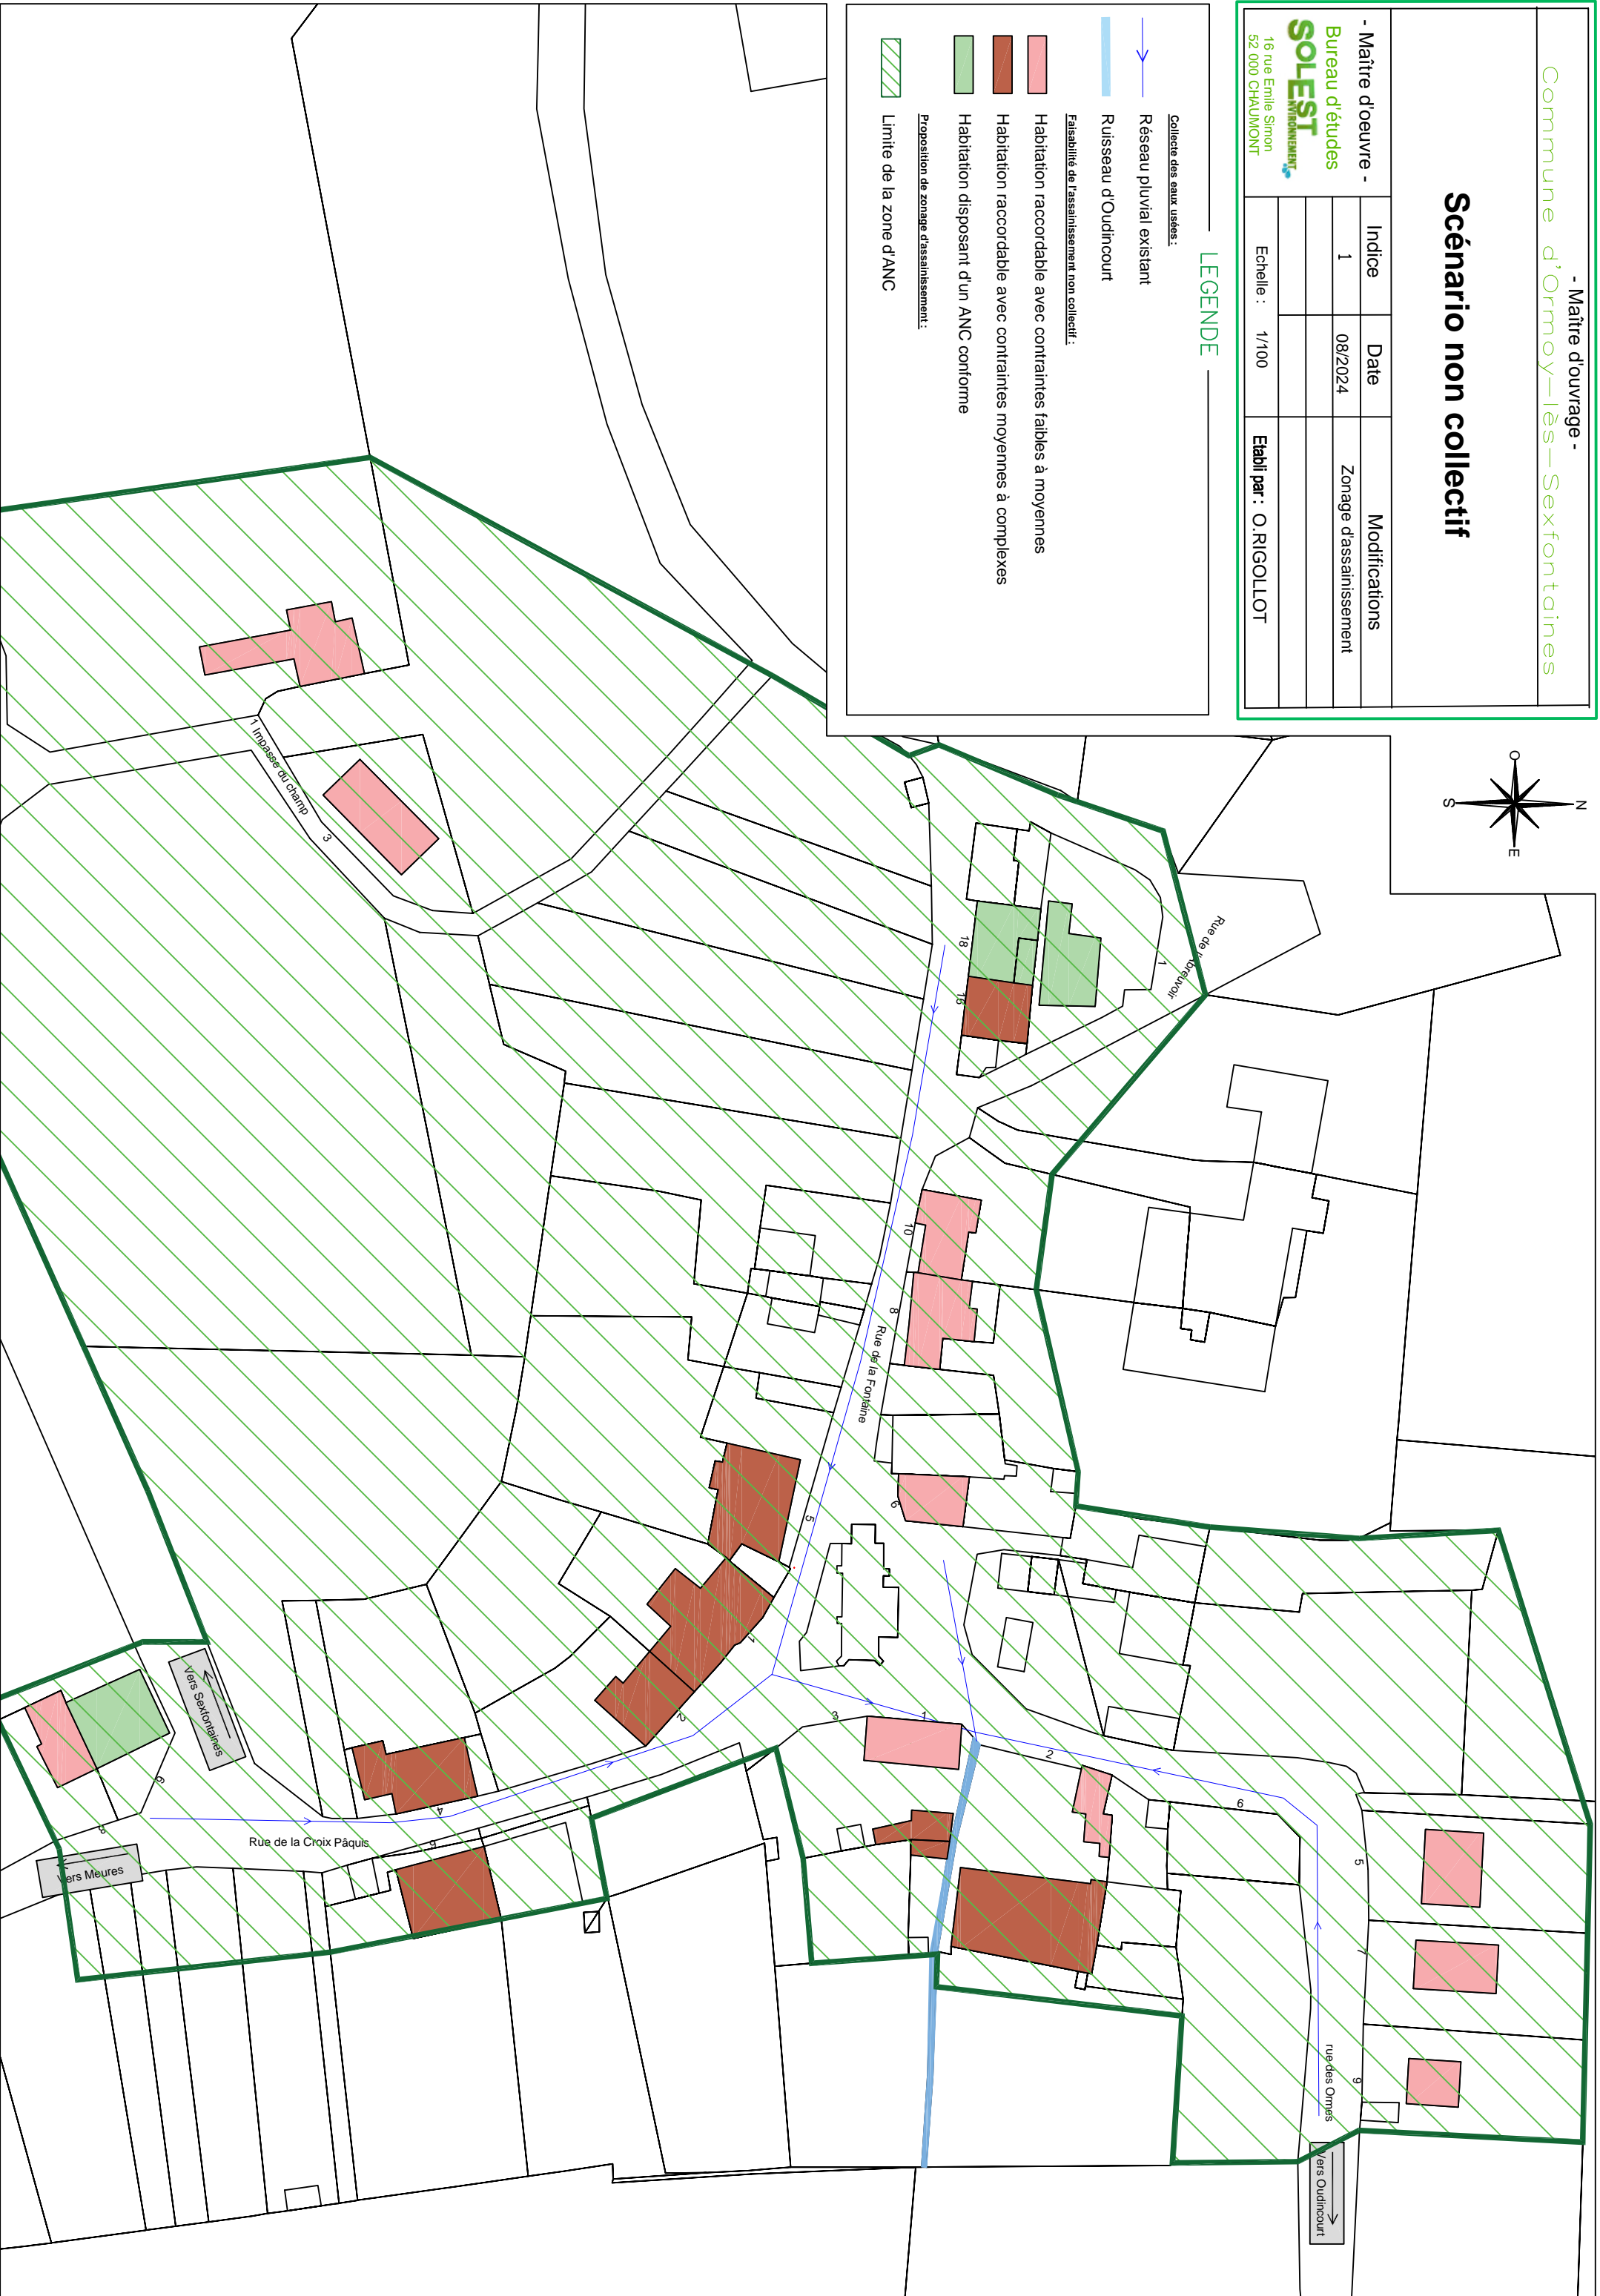 - Maître d'ouvrage -
Commune d'Ormoy-lès-Sexfontaines
Scénario non collectif
- Maître d'oeuvre -
Bureau d'études
SOLEST
ENVIRONNEMENT
16 rue Emile Simon
52 000 CHAUMONT
Indice Date Modifications
1 08/2024 Zonage d'assainissement
Echelle : 1/100 Etabli par : O.RIGOLLOT
LEGENDE
Collecte des eaux usées :
Réseau pluvial existant
Ruisseau d'Oudincourt
Faisabilité de l'assainissement non collectif :
Habitation raccordable avec contraintes faibles à moyennes
Habitation raccordable avec contraintes moyennes à complexes
Habitation disposant d'un ANC conforme
Proposition de zonage d'assainissement :
Limite de la zone d'ANC
N
O
E
S
Rue de l'breuvoir
1
18
16
10
8
Rue de la Fontaine
6
5
1 Impasse du champ
3
7
2
3
1
2
6
5
7
9
rue des Ormes
Vers Oudincourt
4
6
Rue de la Croix Pâquis
Vers Sexfontaines
6
8
Vers Meures